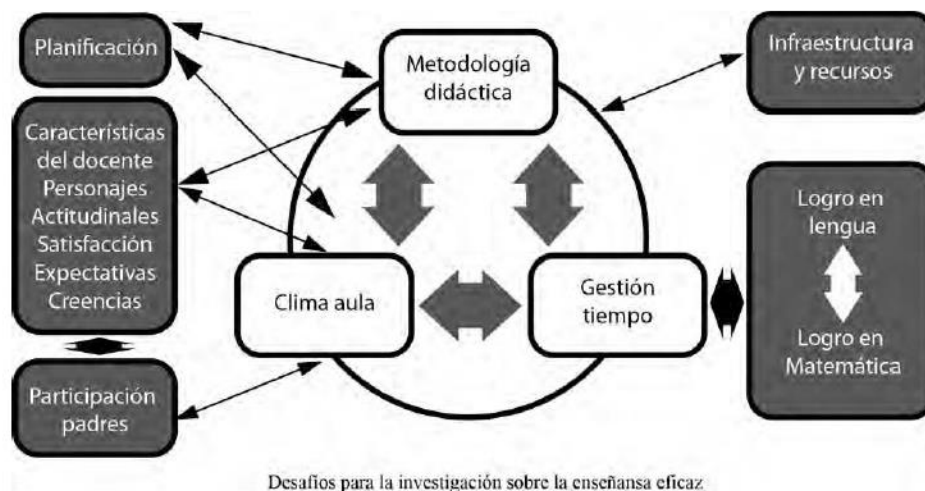 Planificación
Características
del docente
Personajes
Actitudinales
Satisfacción
Expectativas
Creencias
Participación
padres
Metodología
didáctica
Clima aula
Gestión
tiempo
Infraestructura
y recursos
Logro en
lengua
Logro en
Matemática
Desafios para la investigación sobre la enseñansa eficaz